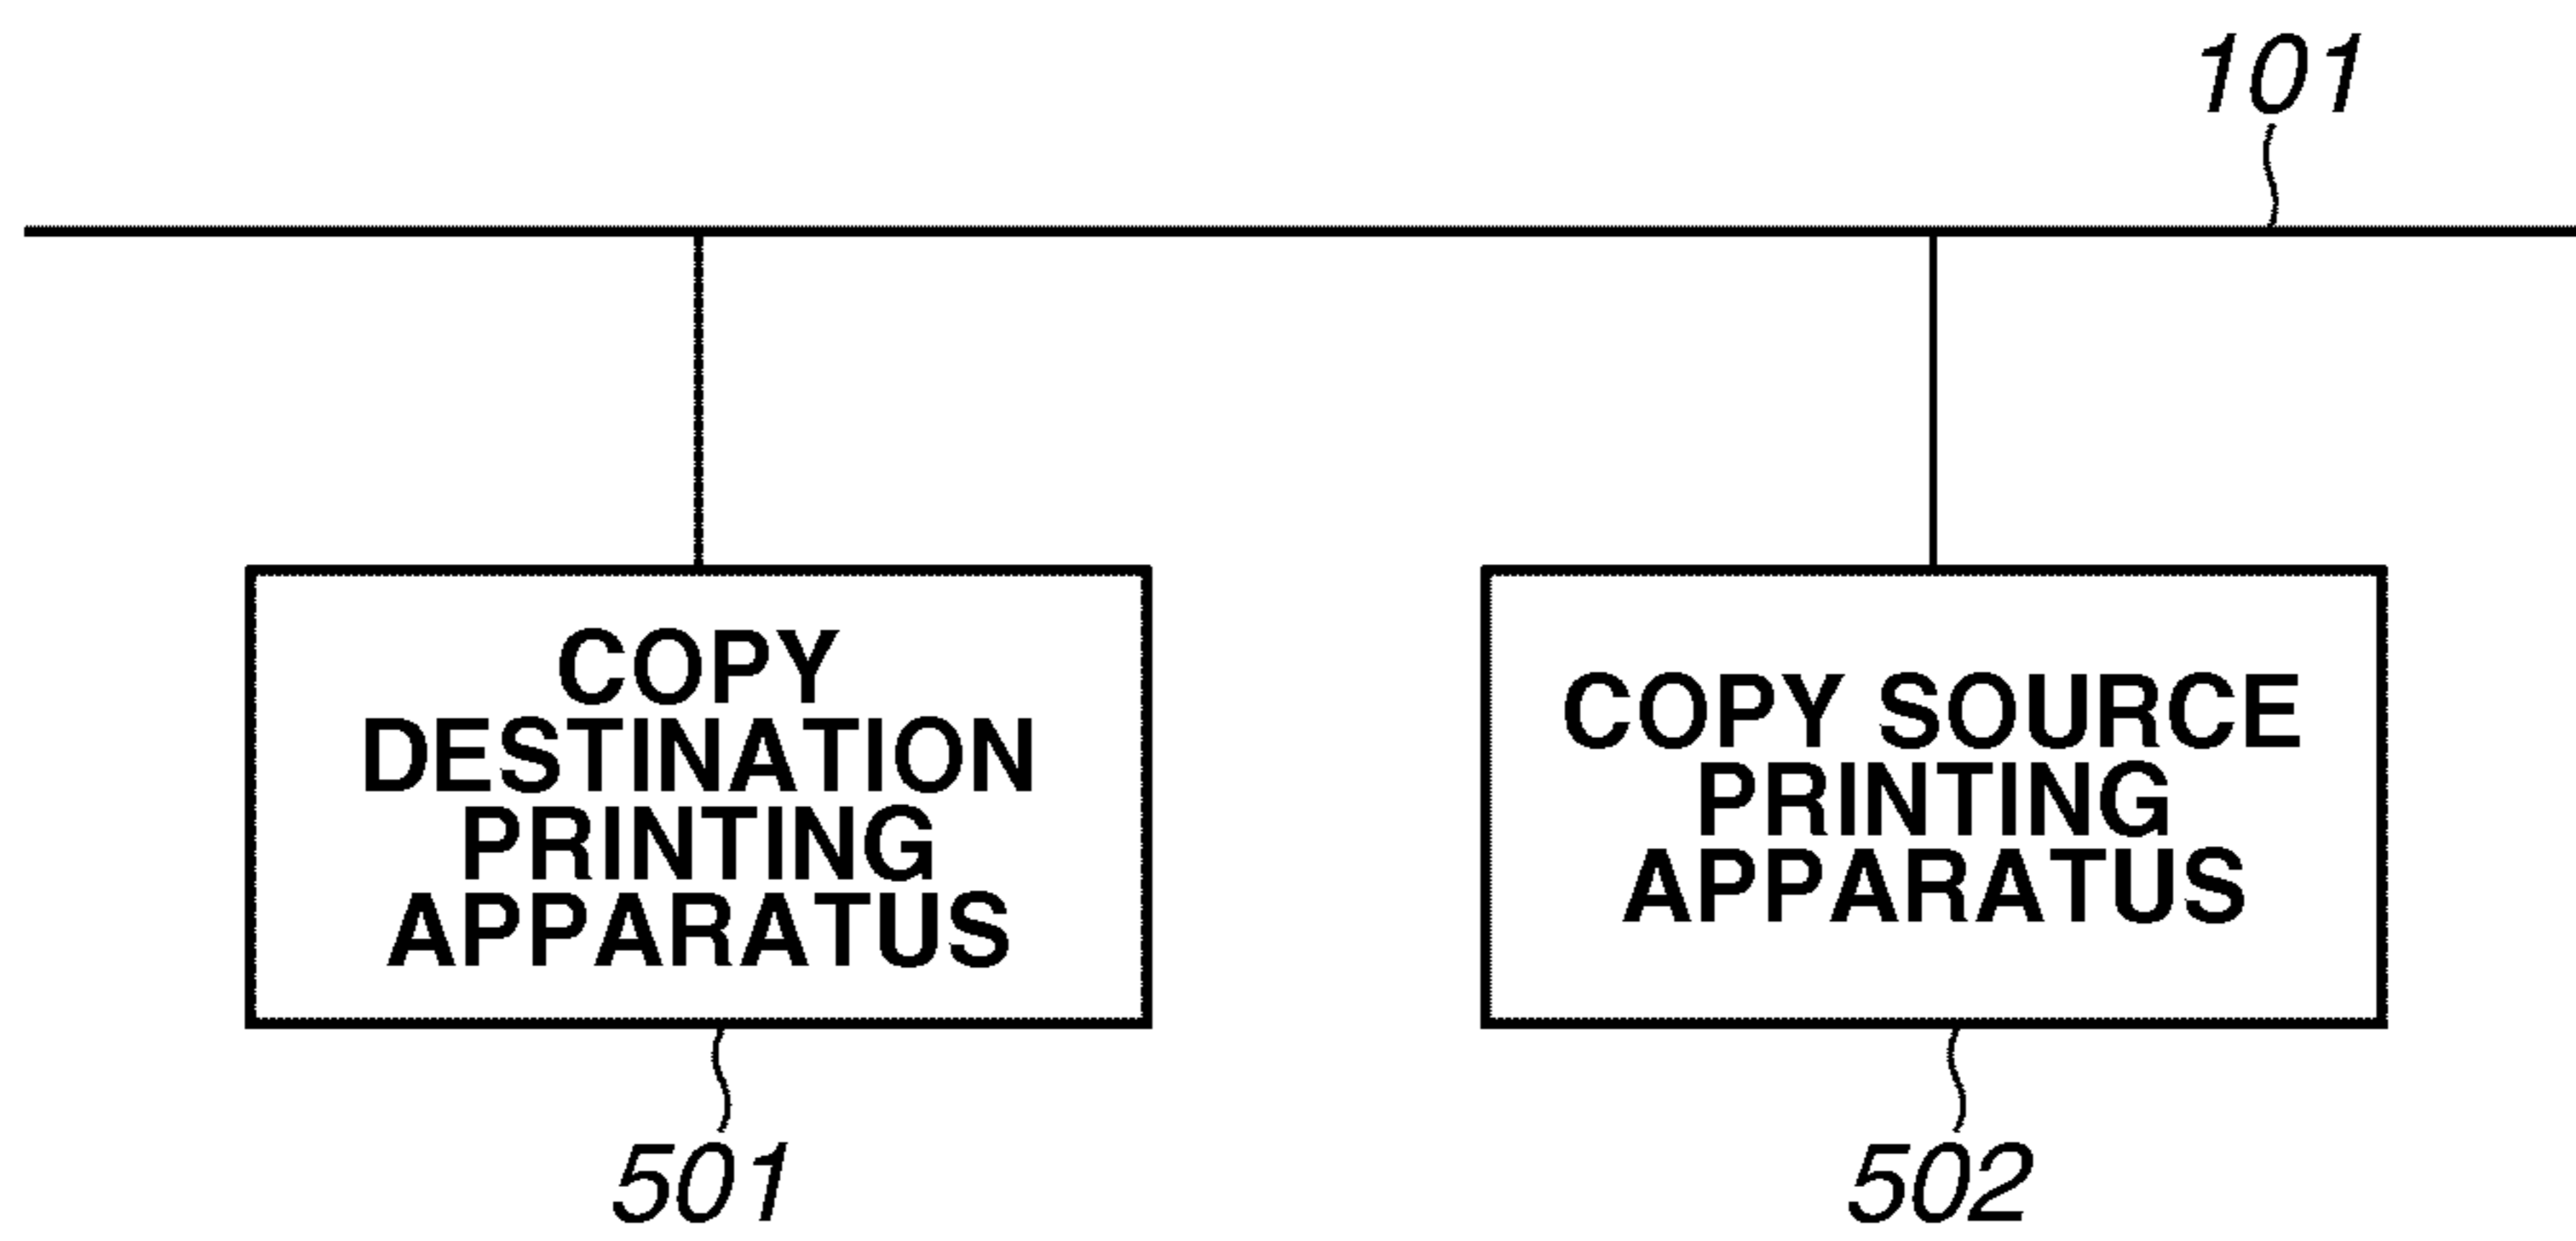 101
COPY
DESTINATION
PRINTING
APPARATUS
COPY SOURCE
PRINTING
APPARATUS
501
502